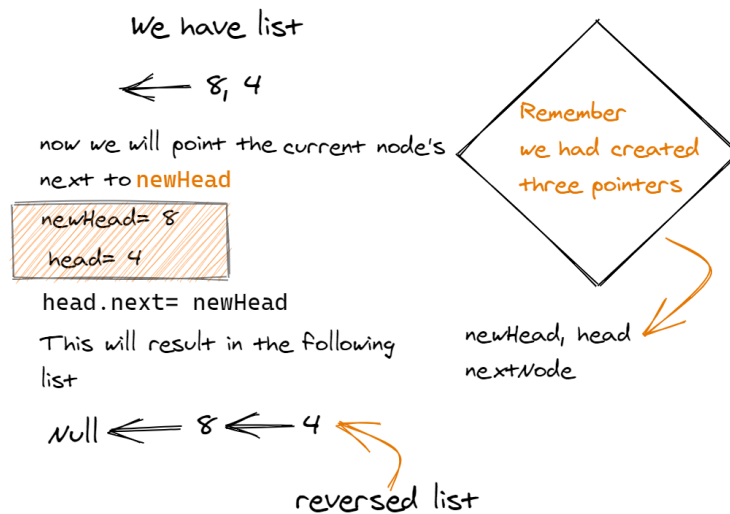 We have list
8, 4
now we will point the current node's
next to newHead
newHead= 8
head= 4
head.next= newHead
This will result in the following
list
Null 8 4
reversed list
Remember
we had created
three pointers
newHead, head
nextNode